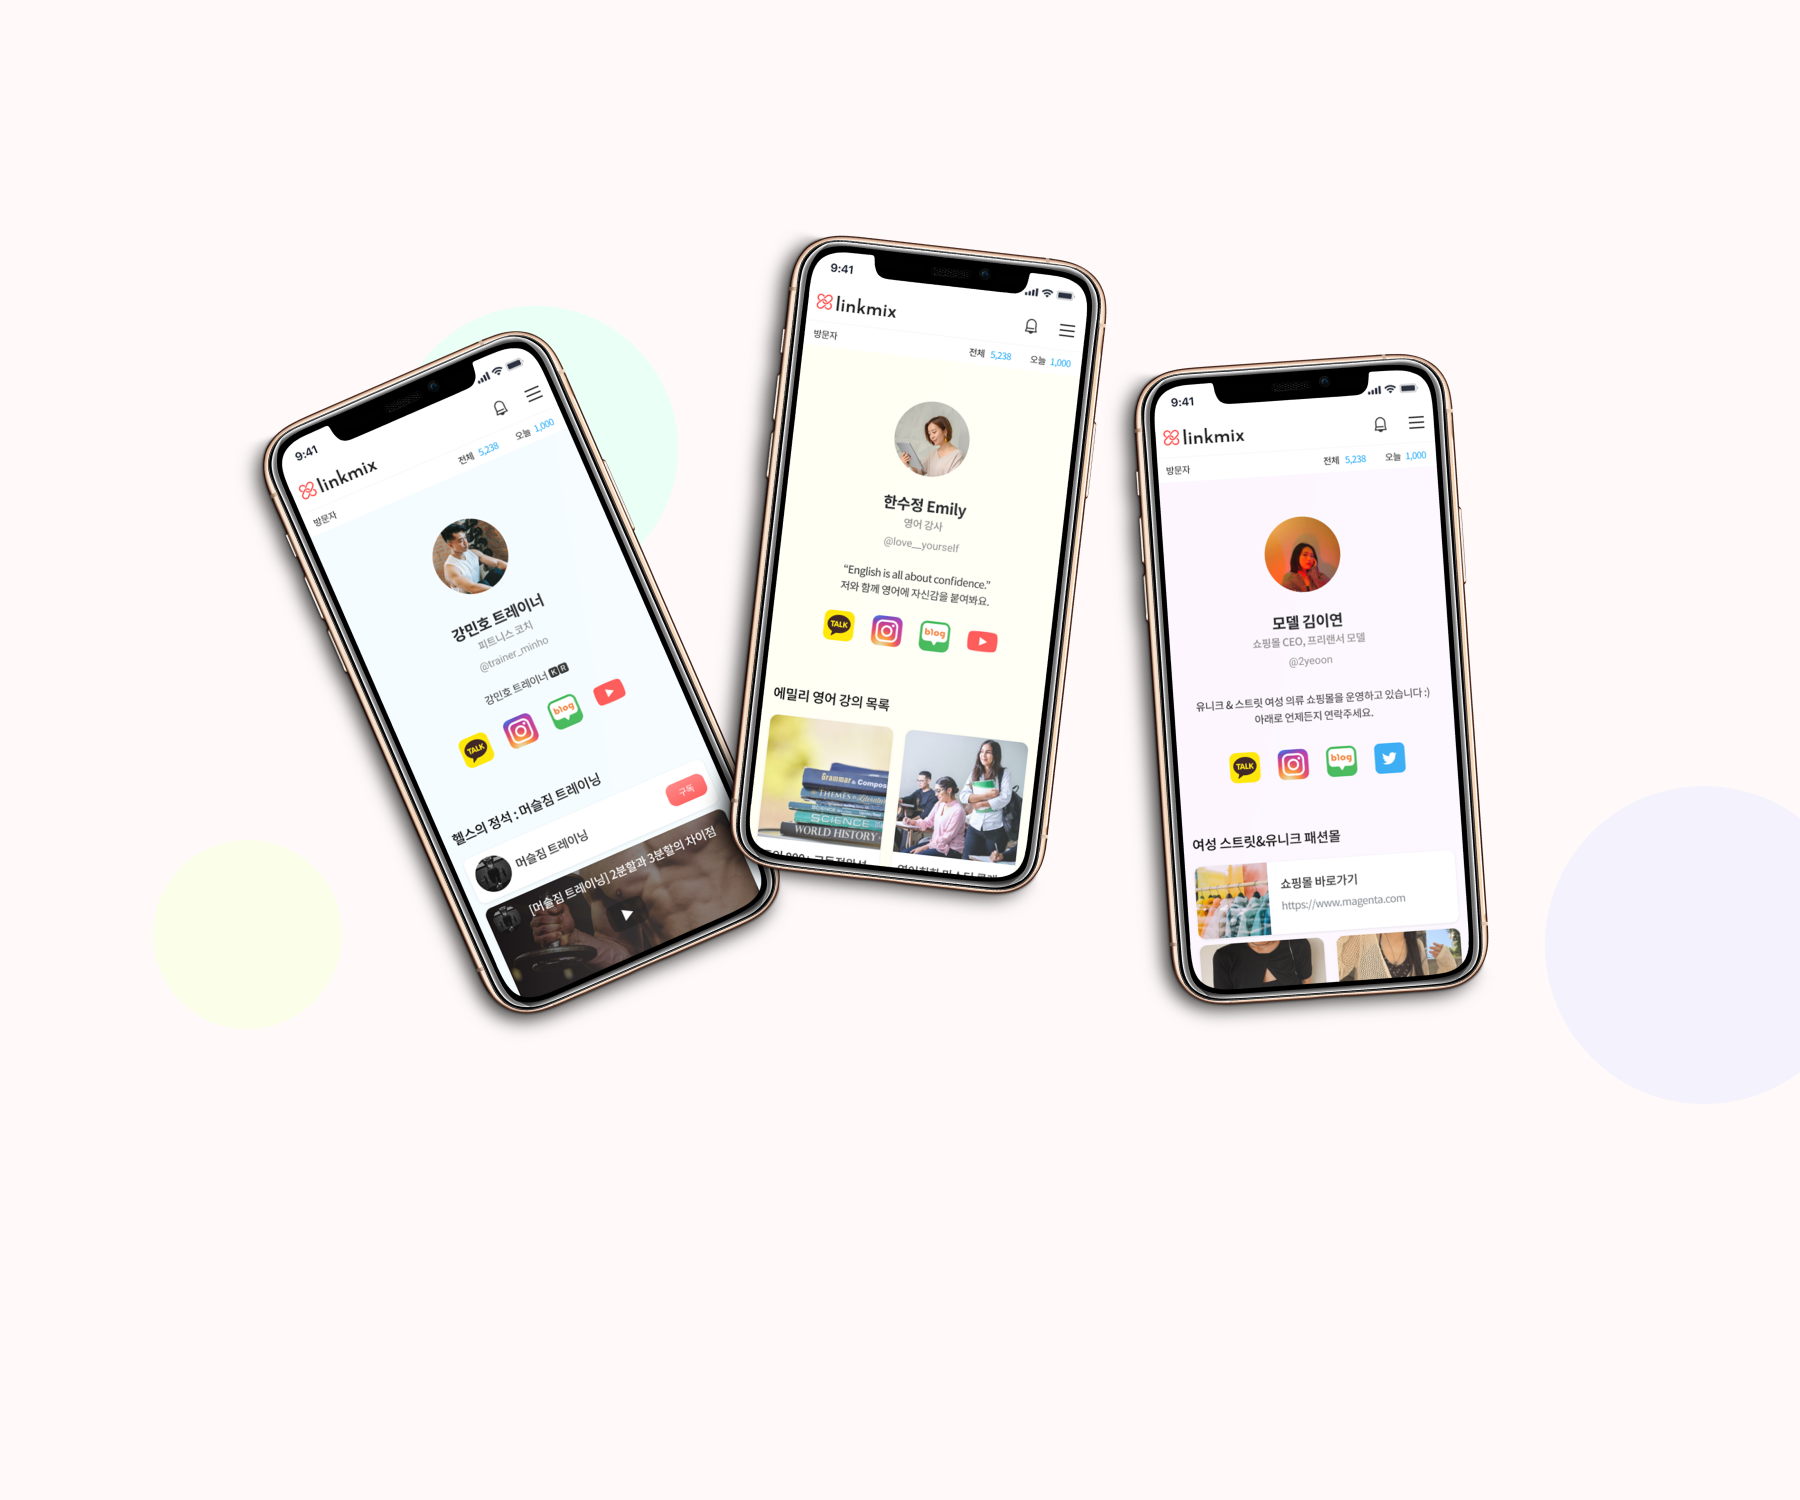 9:41
linkmix
방문자
전체 5,238 오늘 1,000
강민호 트레이너
피트니스 코치
@trainer_minho
강민호 트레이너 🇰🇷
TALK
blog
헬스의 정석 : 머슬짐 트레이닝
머슬짐 트레이닝
구독
[머슬짐 트레이닝] 2분할과 3분할의 차이점
9:41
linkmix
방문자
전체 5,238 오늘 1,000
한수정 Emily
영어 강사
@love__yourself
“English is all about confidence.”
저와 함께 영어에 자신감을 붙여봐요.
TALK
blog
에밀리 영어 강의 목록
Grammar & Compos
THEMES
SCIENCE
WORLD HISTORY
9:41
linkmix
방문자
전체 5,238 오늘 1,000
모델 김이연
쇼핑몰 CEO, 프리랜서 모델
@2yeoon
유니크 & 스트릿 여성 의류 쇼핑몰을 운영하고 있습니다 :)
아래로 언제든지 연락주세요.
TALK
blog
여성 스트릿&유니크 패션몰
쇼핑몰 바로가기
https://www.magenta.com